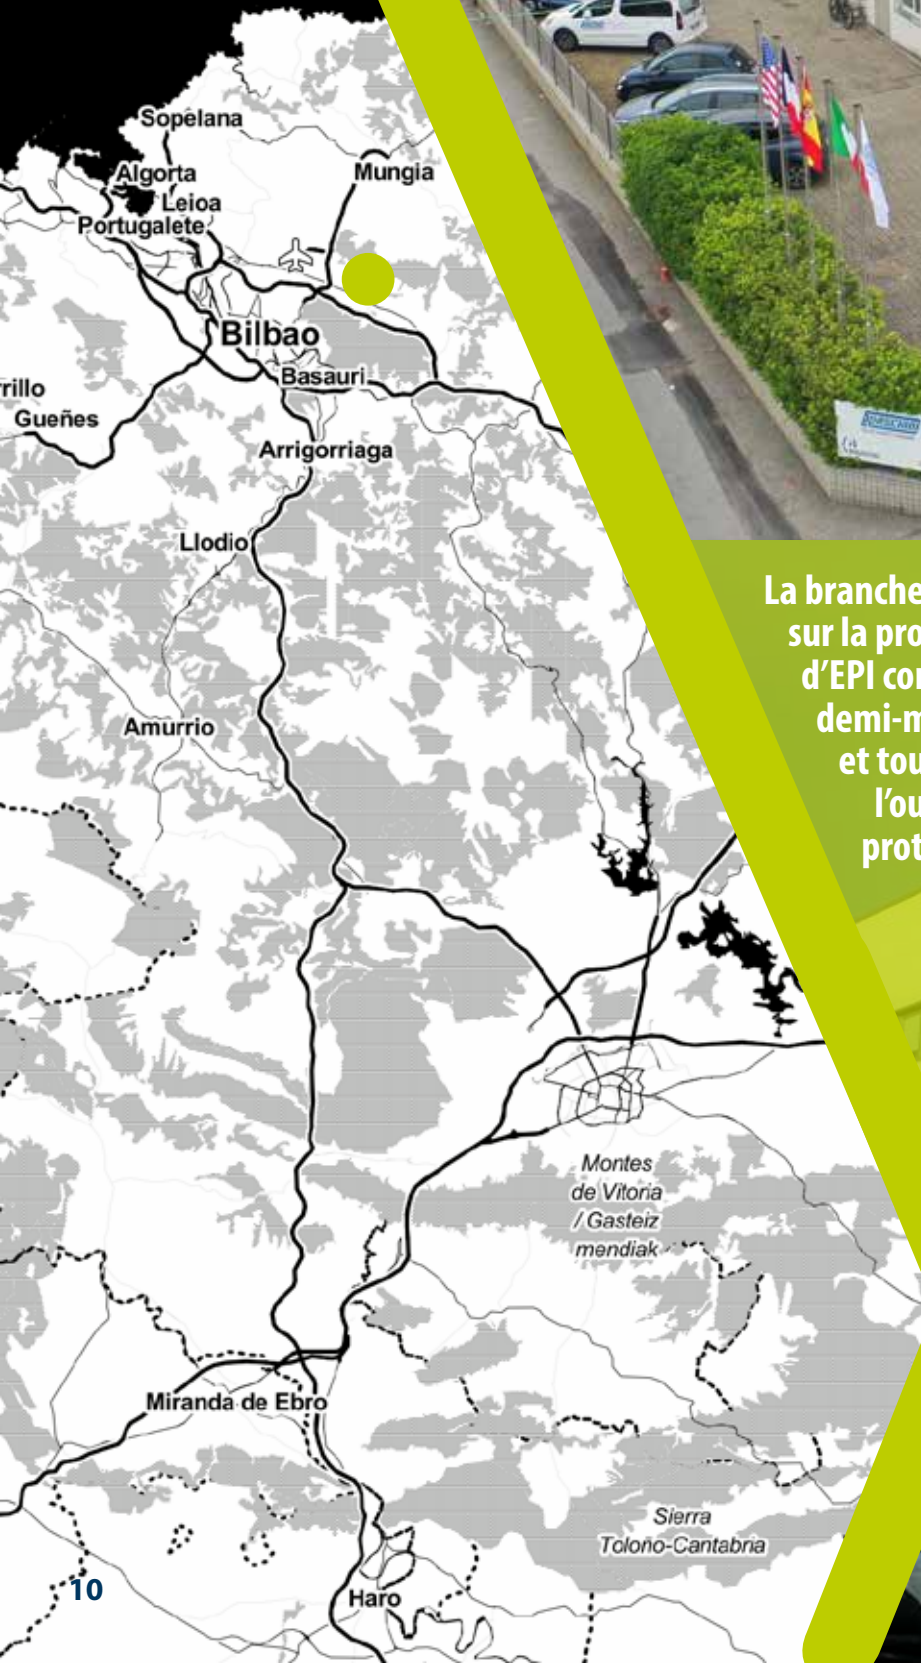 Sopelana
Algorta
Mungia
Leioa
Portugalete
Bilbao
Basauri
rrillo
Gueñes
Arrigorriaga
Llodio
La branche
sur la pro
d’EPI co
demi-m
et tou
l’ou
prot
Amurrio
Montes
de Vitoria
/ Gasteiz
mendiak
Miranda de Ebro
Sierra
Toloño-Cantabria
10
Haro